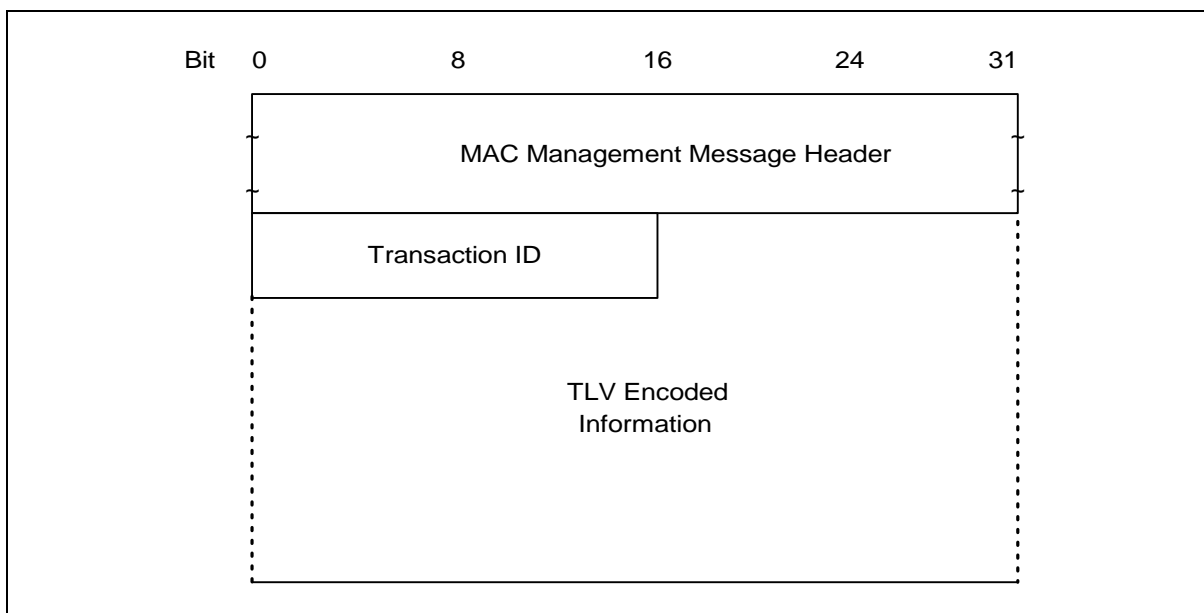 Bit 0 8 16 24 31
MAC Management Message Header
Transaction ID
TLV Encoded
Information